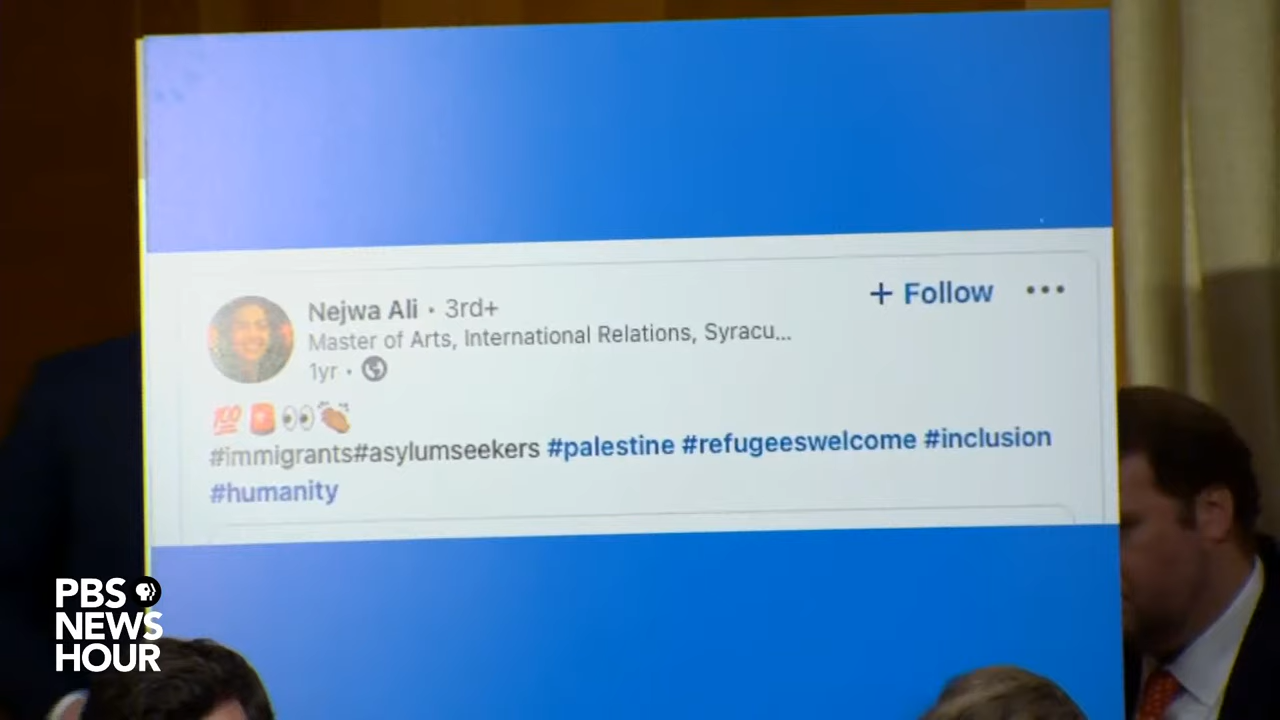 Nejwa Ali · 3rd+
+ Follow
Master of Arts, International Relations, Syracu...
1yr ·
💯🚨👀👏
#immigrants#asylumseekers #palestine #refugeeswelcome #inclusion
#humanity
PBS
NEWS
HOUR